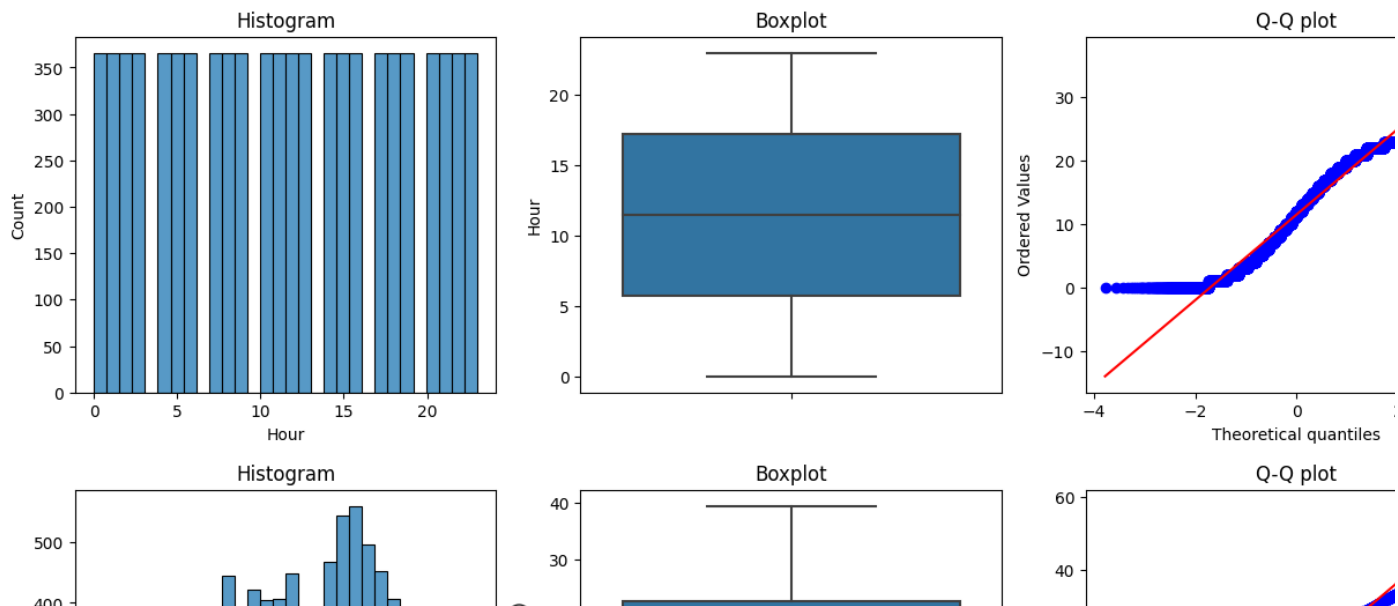 Histogram
Boxplot
Q-Q plot
350
300
250
200
150
100
50
0
Count
0 5 10 15 20
Hour
20
15
10
5
0
Hour
30
20
10
0
−10
Ordered Values
−4 −2 0
Theoretical quantiles
Histogram
Boxplot
Q-Q plot
500
400
40
30
60
40